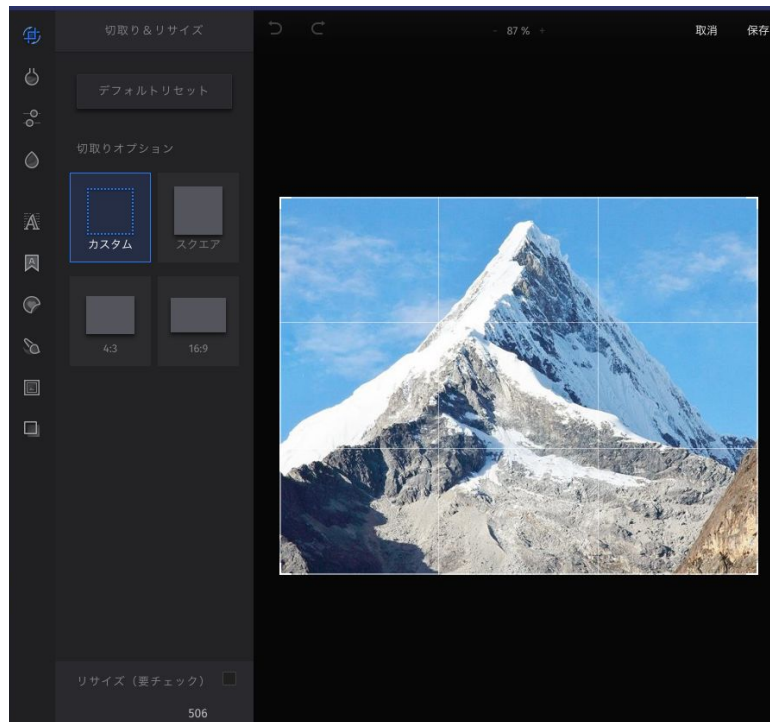 切取り＆リサイズ
- 87 % +
取消
保存
デフォルトリセット
切取りオプション
カスタム
スクエア
4:3
16:9
リサイズ（要チェック）
506